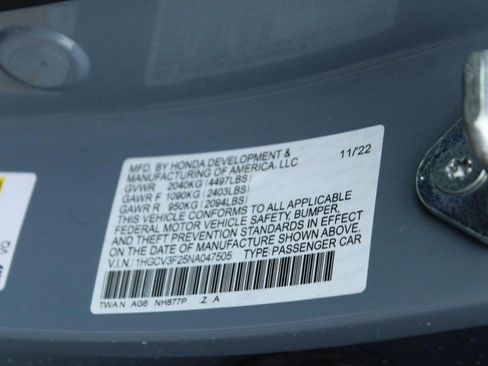 MFD. BY HONDA DEVELOPMENT & 11/22
MANUFACTURING OF AMERICA, LLC
GVWR 2040KG (4497LBS)
GAWR F 1090KG (2403LBS)
GAWR R 950KG (2094LBS)
THIS VEHICLE CONFORMS TO ALL APPLICABLE
FEDERAL MOTOR VEHICLE SAFETY, BUMPER,
AND THEFT PREVENTION STANDARDS IN EFFECT
ON THE DATE OF MANUFACTURE SHOWN ABOVE.
V.I.N.: 1HGCV3F25NA047505 TYPE: PASSENGER CAR
TWA N AG6 NH877P .Z .A